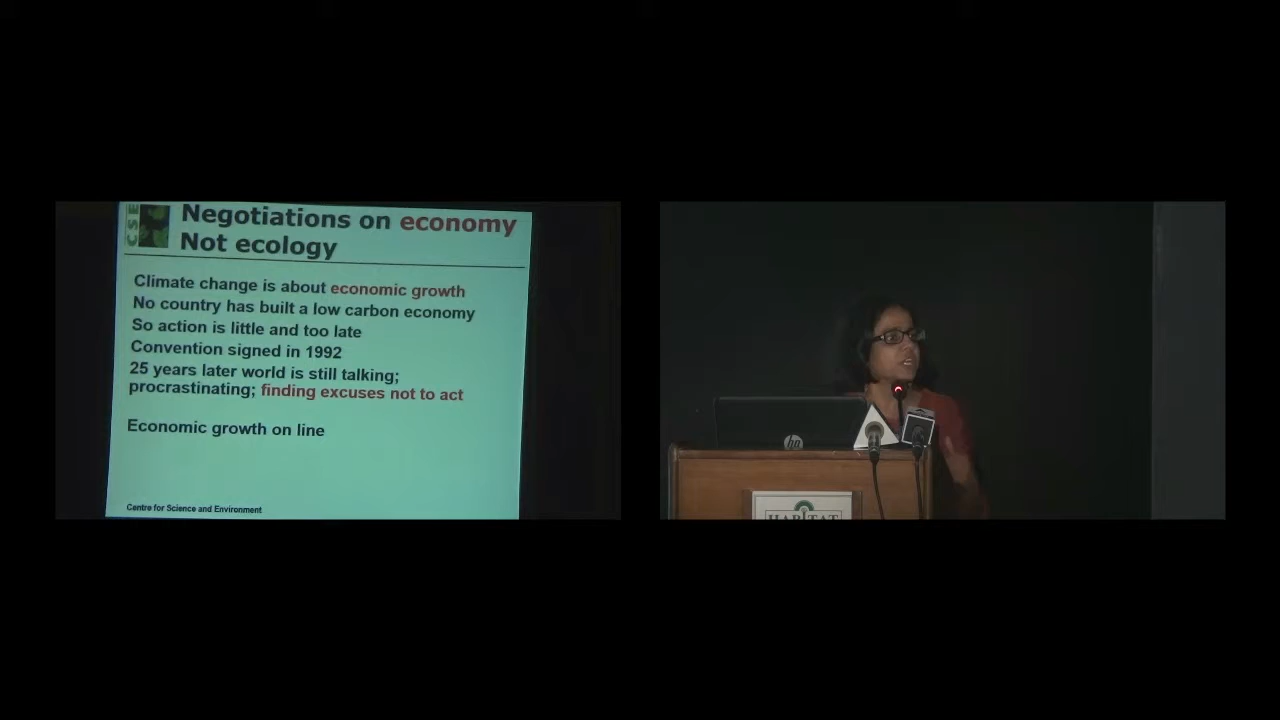 CSE
Negotiations on economy
Not ecology
Climate change is about economic growth
No country has built a low carbon economy
So action is little and too late
Convention signed in 1992
25 years later world is still talking;
procrastinating; finding excuses not to act
Economic growth on line
Centre for Science and Environment
hp
HABITAT